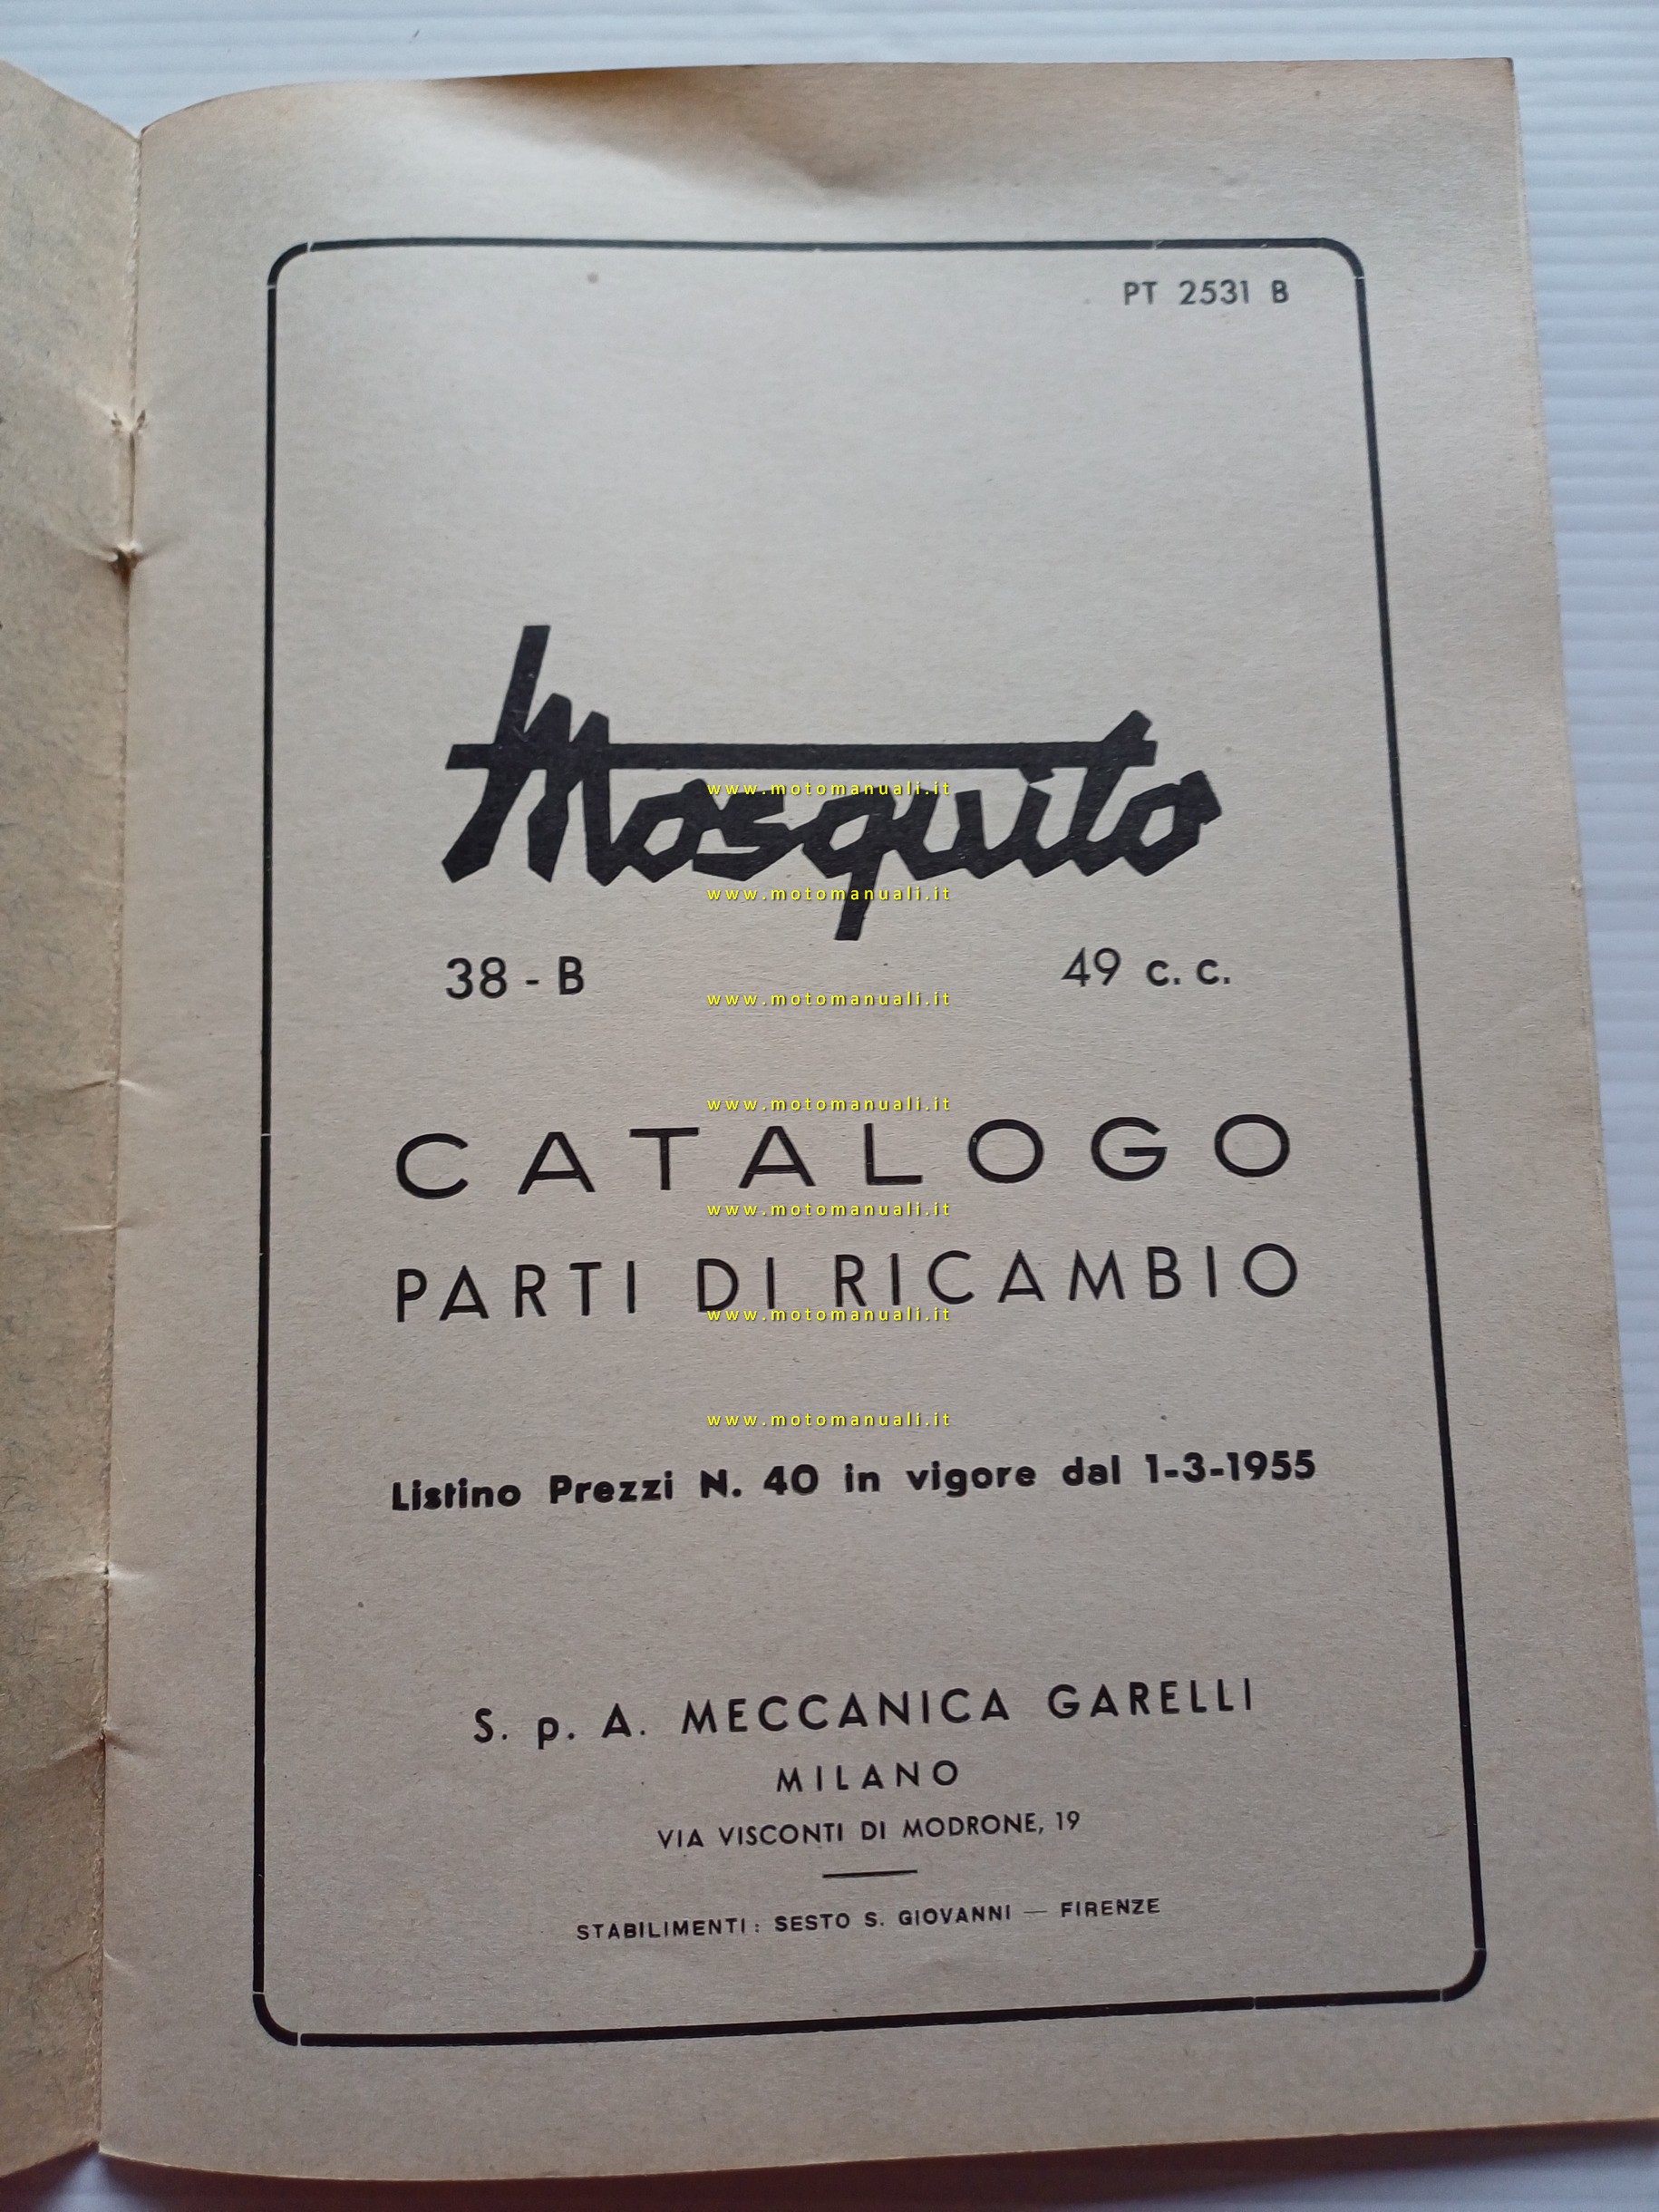 PT 2531 B
Mosquito
www.motomanuali.it
www.motomanuali.it
38 - B 49 c. c.
www.motomanuali.it
www.motomanuali.it
CATALOGO
www.motomanuali.it
PARTI DI RICAMBIO
www.motomanuali.it
www.motomanuali.it
Listino Prezzi N. 40 in vigore dal 1-3-1955
S. p. A. MECCANICA GARELLI
MILANO
VIA VISCONTI DI MODRONE, 19
STABILIMENTI: SESTO S. GIOVANNI — FIRENZE